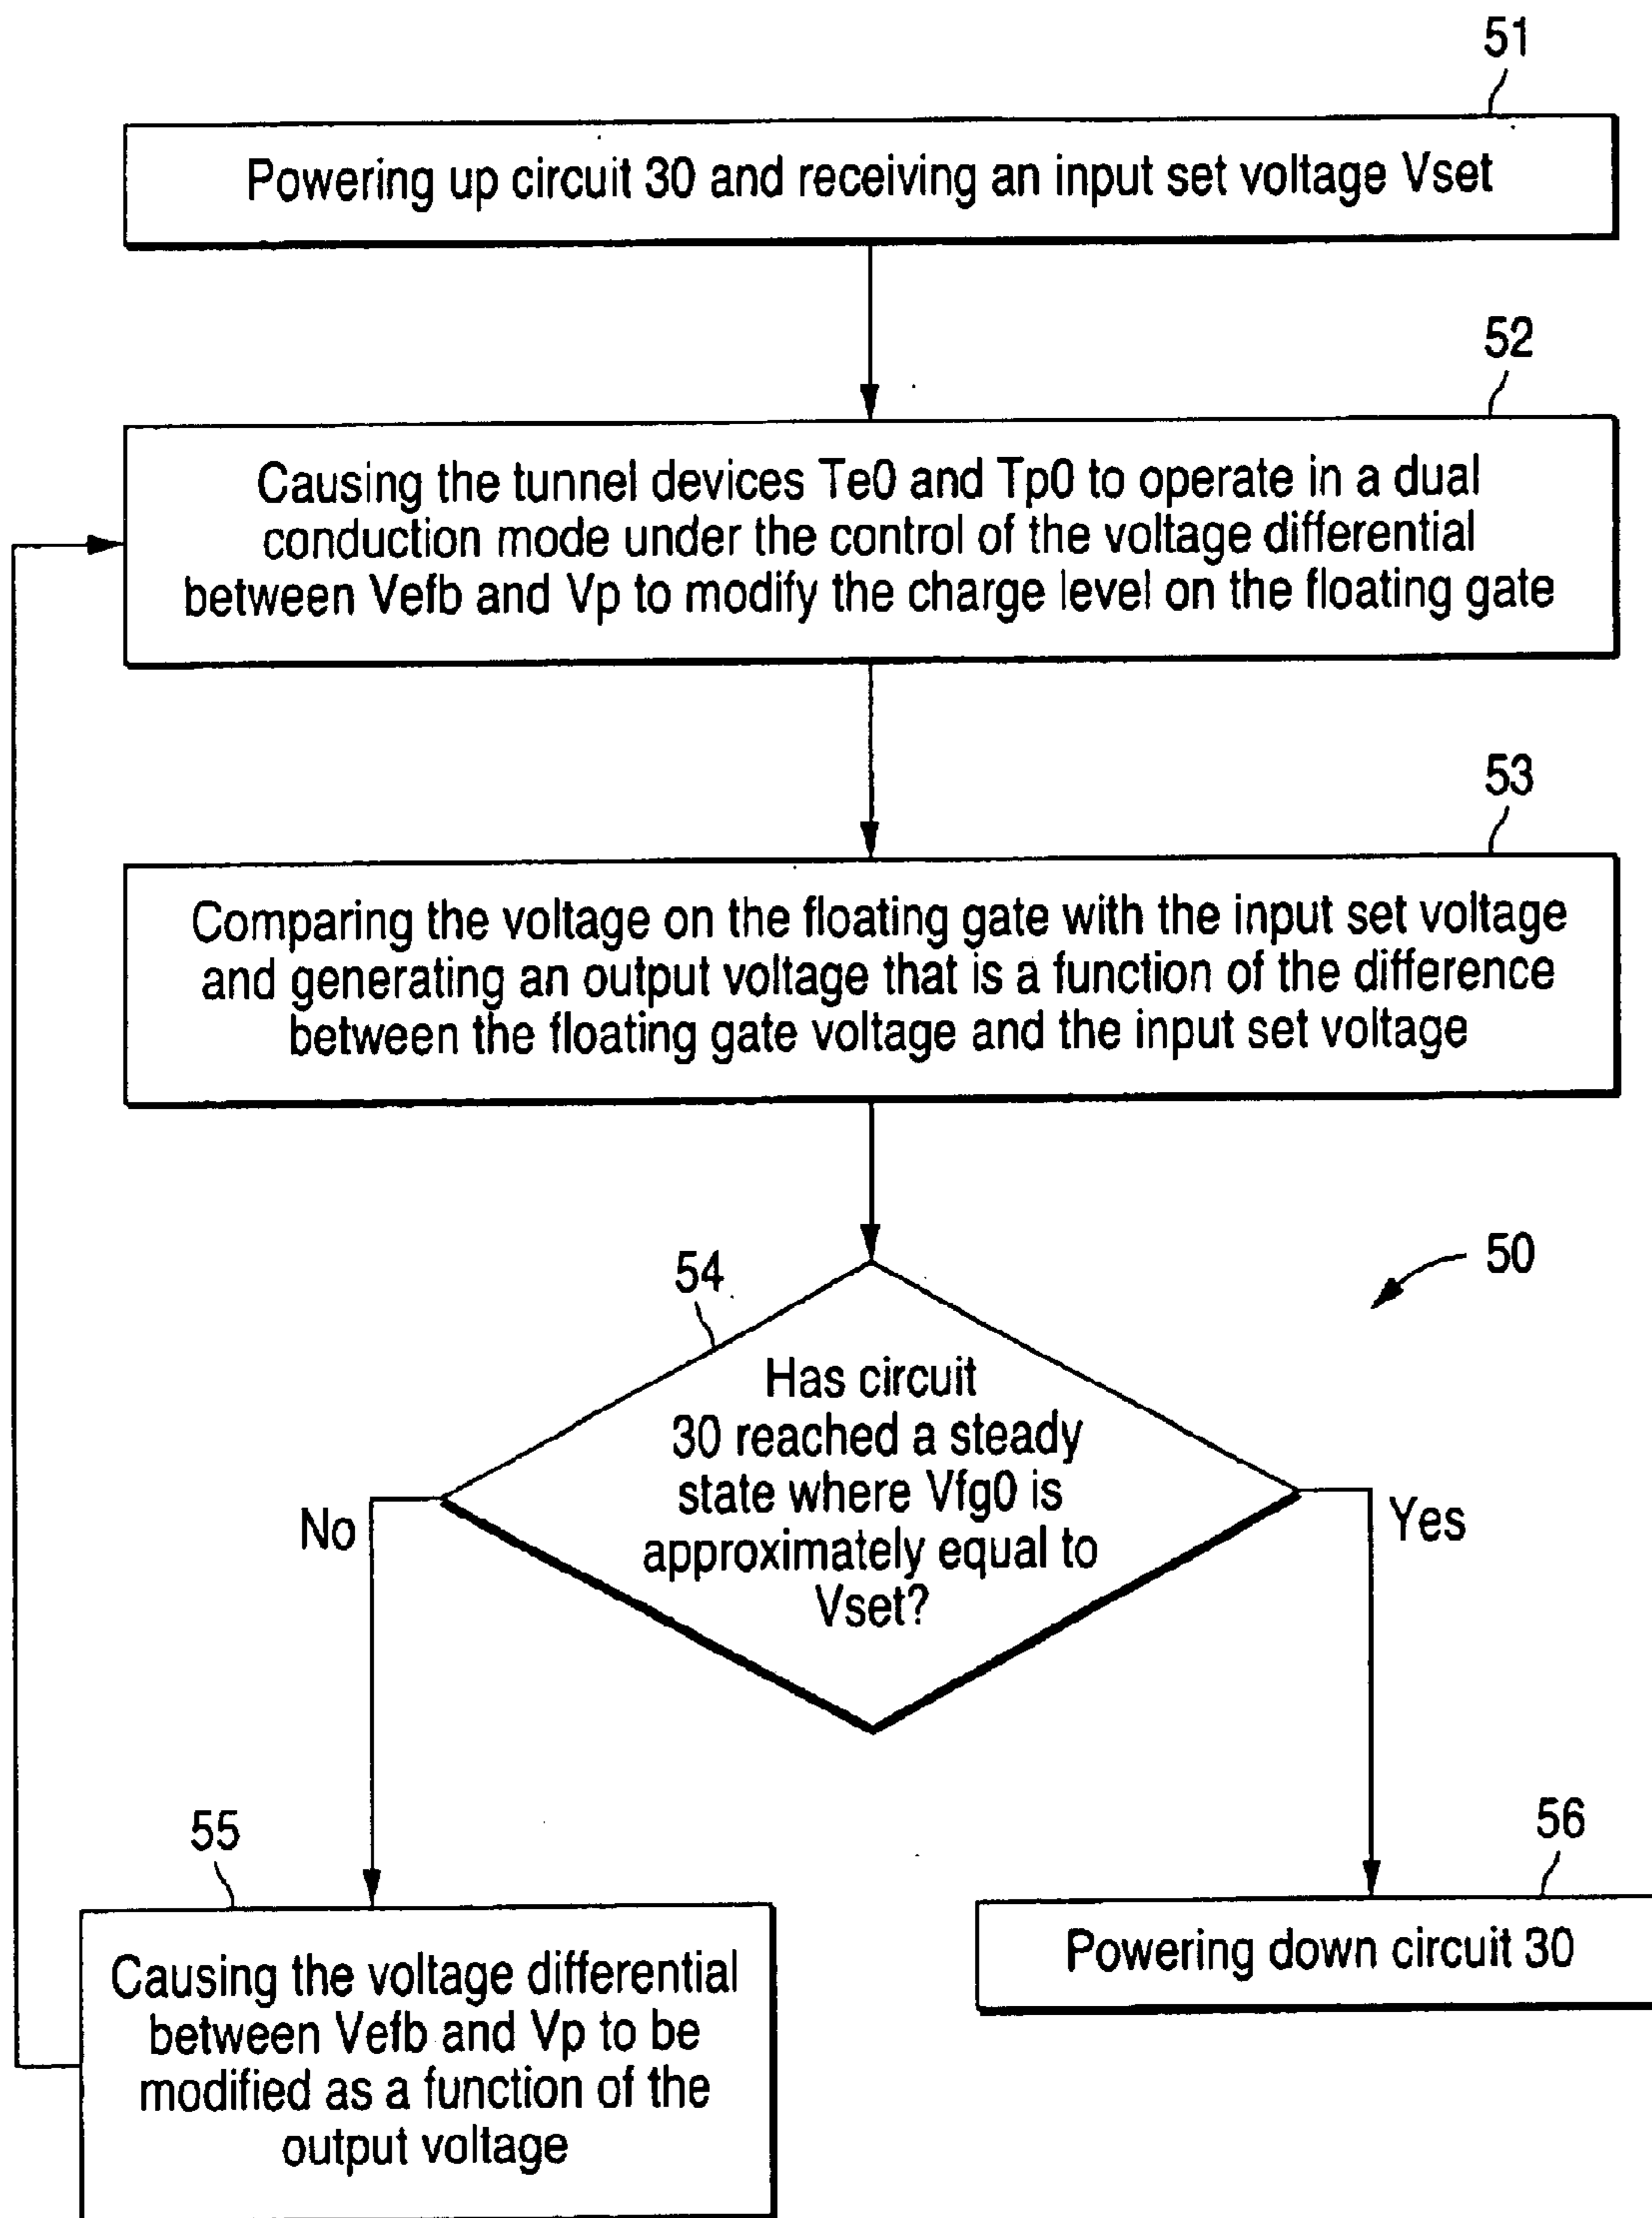 51
Powering up circuit 30 and receiving an input set voltage Vset
52
Causing the tunnel devices Te0 and Tp0 to operate in a dual
conduction mode under the control of the voltage differential
between Vefb and Vp to modify the charge level on the floating gate
53
Comparing the voltage on the floating gate with the input set voltage
and generating an output voltage that is a function of the difference
between the floating gate voltage and the input set voltage
50
54
Has circuit
30 reached a steady
state where Vfg0 is
approximately equal to
Vset?
No
Yes
55
Causing the voltage differential
between Vefb and Vp to be
modified as a function of the
output voltage
56
Powering down circuit 30